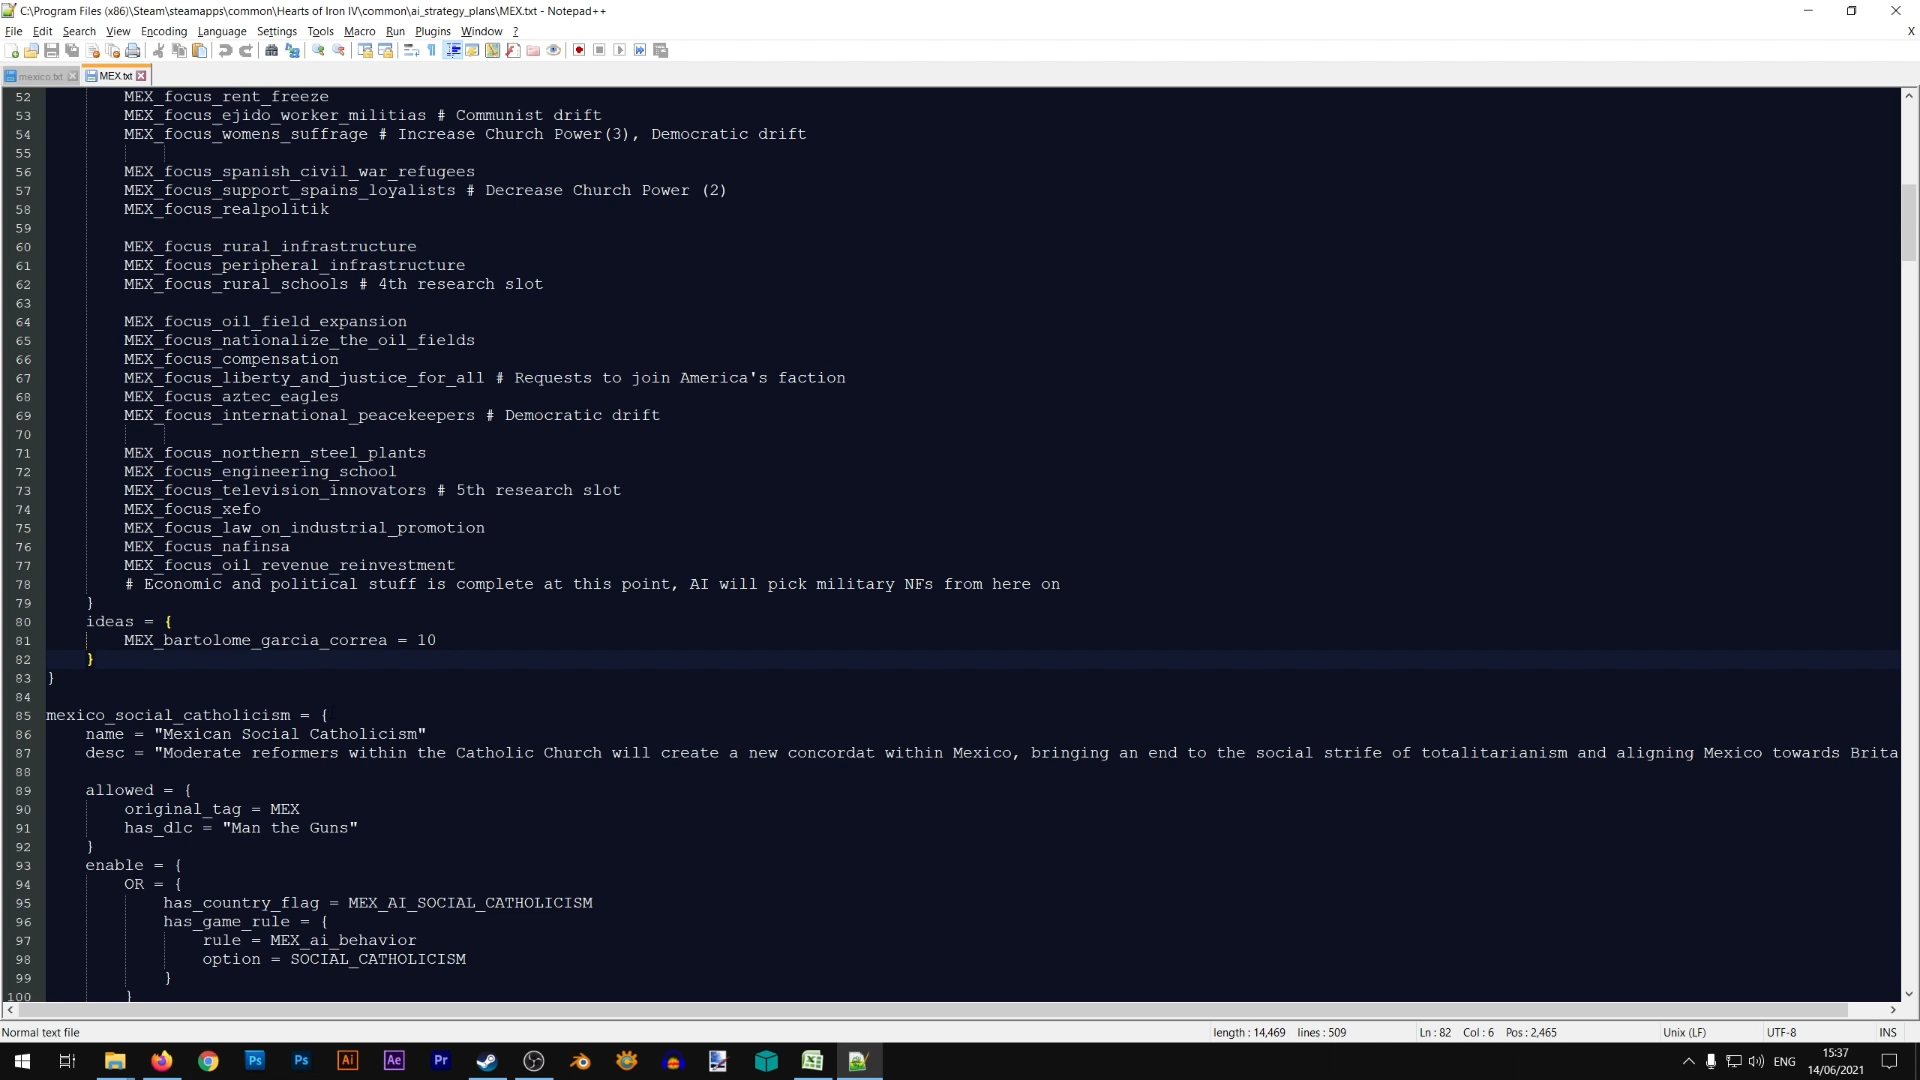 C:\Program Files (x86)\Steam\steamapps\common\Hearts of Iron IV\common\ai_strategy_plans\MEX.txt - Notepad++
File Edit Search View Encoding Language Settings Tools Macro Run Plugins Window ? X
mexico.txt MEX.txt
52 MEX_focus_rent_freeze
53 MEX_focus_ejido_worker_militias # Communist drift
54 MEX_focus_womens_suffrage # Increase Church Power(3), Democratic drift
55
56 MEX_focus_spanish_civil_war_refugees
57 MEX_focus_support_spains_loyalists # Decrease Church Power (2)
58 MEX_focus_realpolitik
59
60 MEX_focus_rural_infrastructure
61 MEX_focus_peripheral_infrastructure
62 MEX_focus_rural_schools # 4th research slot
63
64 MEX_focus_oil_field_expansion
65 MEX_focus_nationalize_the_oil_fields
66 MEX_focus_compensation
67 MEX_focus_liberty_and_justice_for_all # Requests to join America's faction
68 MEX_focus_aztec_eagles
69 MEX_focus_international_peacekeepers # Democratic drift
70
71 MEX_focus_northern_steel_plants
72 MEX_focus_engineering_school
73 MEX_focus_television_innovators # 5th research slot
74 MEX_focus_xefo
75 MEX_focus_law_on_industrial_promotion
76 MEX_focus_nafinsa
77 MEX_focus_oil_revenue_reinvestment
78 # Economic and political stuff is complete at this point, AI will pick military NFs from here on
79 }
80 ideas = {
81 MEX_bartolome_garcia_correa = 10
82 }
83 }
84
85 mexico_social_catholicism = {
86 name = "Mexican Social Catholicism"
87 desc = "Moderate reformers within the Catholic Church will create a new concordat within Mexico, bringing an end to the social strife of totalitarianism and aligning Mexico towards Brita
88
89 allowed = {
90 original_tag = MEX
91 has_dlc = "Man the Guns"
92 }
93 enable = {
94 OR = {
95 has_country_flag = MEX_AI_SOCIAL_CATHOLICISM
96 has_game_rule = {
97 rule = MEX_ai_behavior
98 option = SOCIAL_CATHOLICISM
99 }
100 }
Normal text file length : 14,469 lines : 509 Ln : 82 Col : 6 Pos : 2,465 Unix (LF) UTF-8 INS
Ps Ps Ai Ae Pr ENG 15:37
14/06/2021